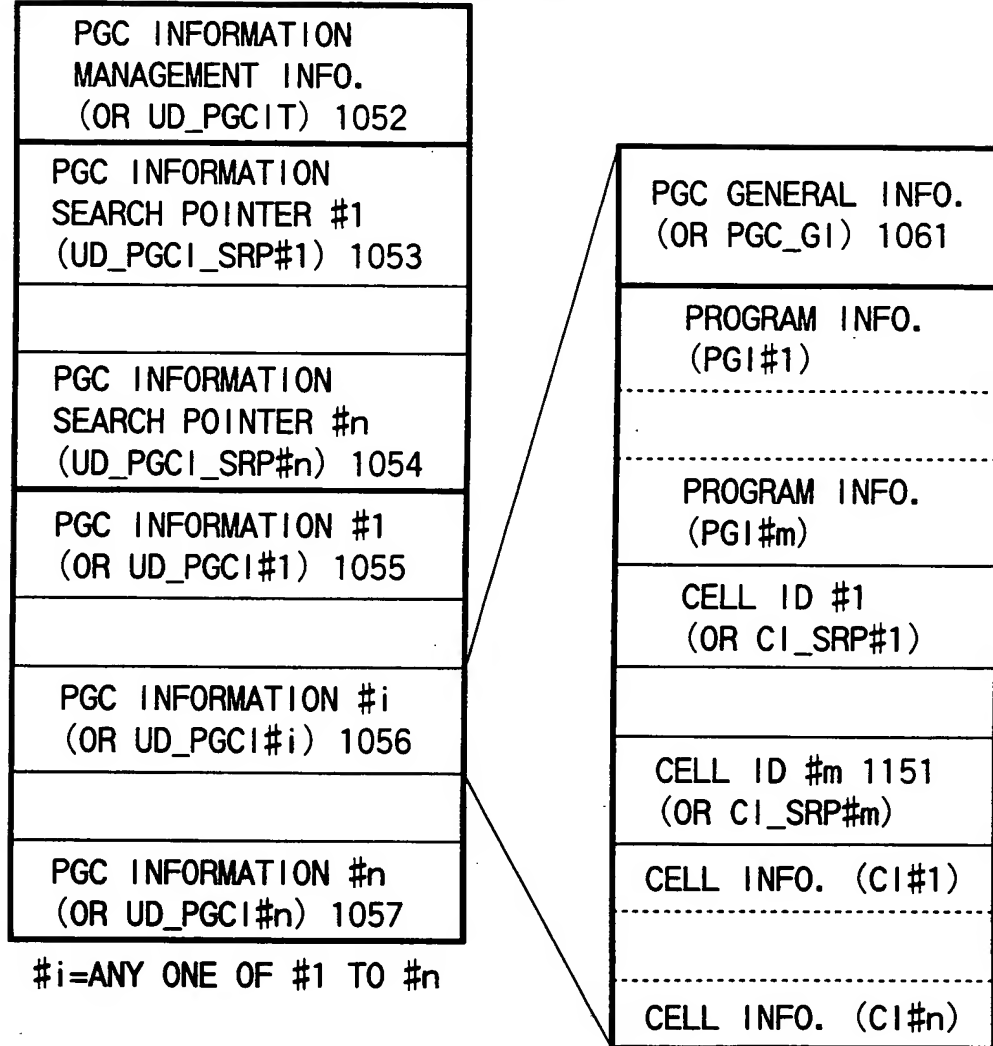 PGC INFORMATION
MANAGEMENT INFO.
(OR UD_PGCIT) 1052
PGC INFORMATION
SEARCH POINTER #1
(UD_PGCI_SRP#1) 1053
PGC INFORMATION
SEARCH POINTER #n
(UD_PGCI_SRP#n) 1054
PGC INFORMATION #1
(OR UD_PGCI#1) 1055
PGC INFORMATION #i
(OR UD_PGCI#i) 1056
PGC INFORMATION #n
(OR UD_PGCI#n) 1057
#i=ANY ONE OF #1 TO #n
PGC GENERAL INFO.
(OR PGC_GI) 1061
PROGRAM INFO.
(PGI#1)
PROGRAM INFO.
(PGI#m)
CELL ID #1
(OR CI_SRP#1)
CELL ID #m 1151
(OR CI_SRP#m)
CELL INFO. (CI#1)
CELL INFO. (CI#n)